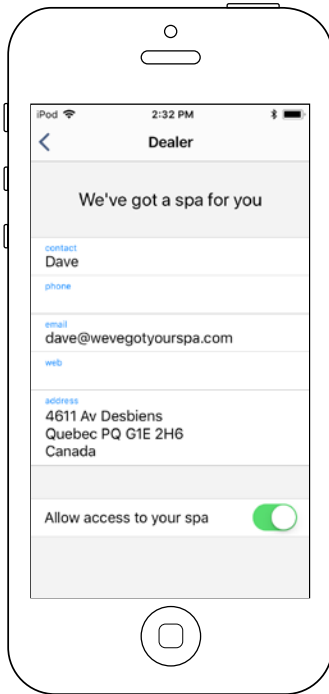 iPod 2:32 PM
Dealer
We've got a spa for you
contact
Dave
phone
email
dave@wevegotyourspa.com
web
address
4611 Av Desbiens
Quebec PQ G1E 2H6
Canada
Allow access to your spa